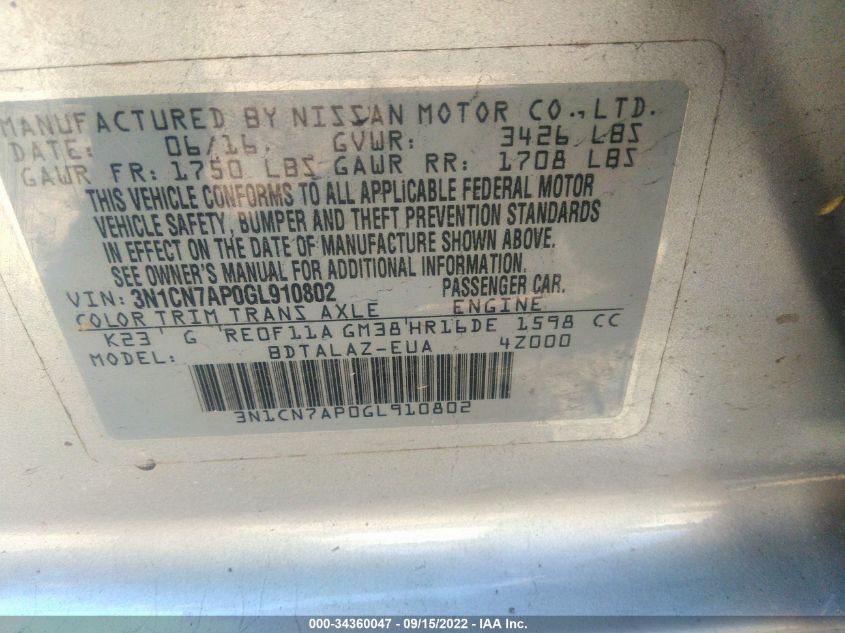 MANUFACTURED BY NISSAN MOTOR CO., LTD.
DATE: 06/16. GVWR: 3426 LBS
GAWR FR: 1750 LBS GAWR RR: 1708 LBS
THIS VEHICLE CONFORMS TO ALL APPLICABLE FEDERAL MOTOR
VEHICLE SAFETY, BUMPER AND THEFT PREVENTION STANDARDS
IN EFFECT ON THE DATE OF MANUFACTURE SHOWN ABOVE.
SEE OWNER'S MANUAL FOR ADDITIONAL INFORMATION.
VIN: 3N1CN7AP0GL910802 PASSENGER CAR.
COLOR TRIM TRANS AXLE ENGINE
K23 G RE0F11A GM38 HR16DE 1598 CC
MODEL: BDTALAZ-EUA 4Z000
3N1CN7AP0GL910802
000-34360047 - 09/15/2022 - IAA Inc.